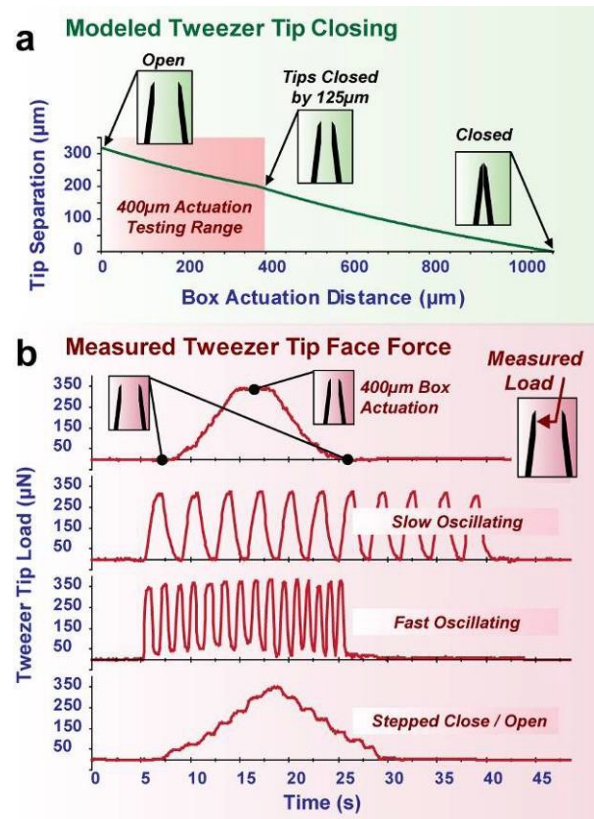 a Modeled Tweezer Tip Closing
Open
Tips Closed
by 125µm
Closed
Tip Separation (µm)
300
200
100
0
400µm Actuation
Testing Range
0 200 400 600 800 1000
Box Actuation Distance (µm)
b Measured Tweezer Tip Face Force
Measured
Load
Tweezer Tip Load (µN)
350
250
150
50
400µm Box
Actuation
350
250
150
50
Slow Oscillating
350
250
150
50
Fast Oscillating
350
250
150
50
Stepped Close / Open
0 5 10 15 20 25 30 35 40 45
Time (s)